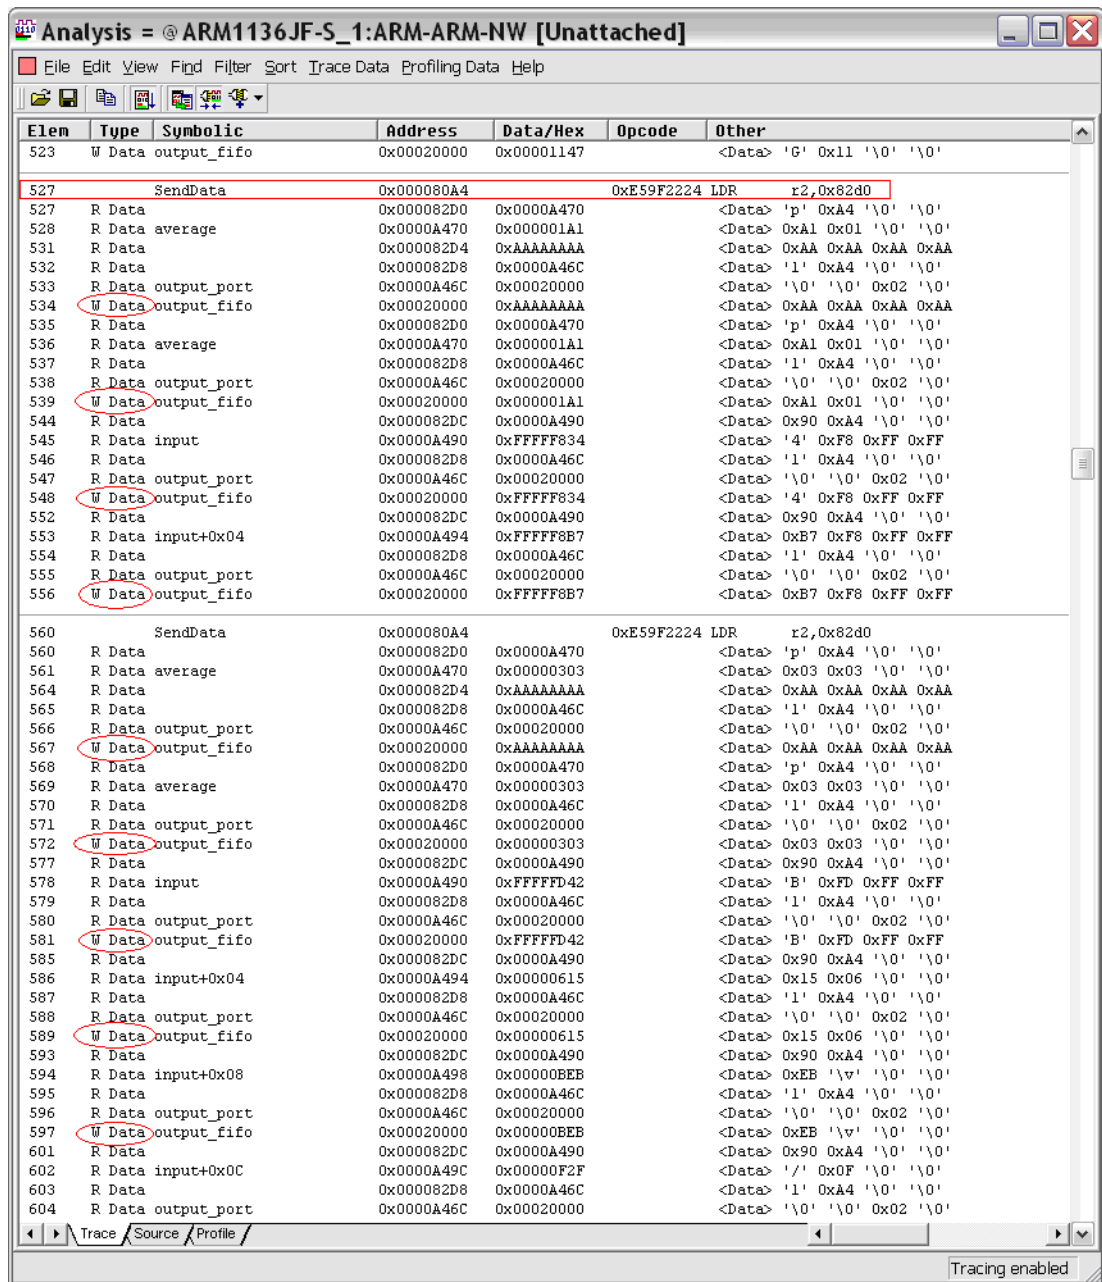 Analysis = @ARM1136JF-S_1:ARM-ARM-NW [Unattached]
File Edit View Find Filter Sort Trace Data Profiling Data Help
Elem Type Symbolic Address Data/Hex Opcode Other
523 W Data output_fifo 0x00020000 0x00001147 <Data> 'G' 0x11 '\0' '\0'
527 SendData 0x000080A4 0xE59F2224 LDR r2,0x82d0
527 R Data 0x000082D0 0x0000A470 <Data> 'p' 0xA4 '\0' '\0'
528 R Data average 0x0000A470 0x000001A1 <Data> 0xA1 0x01 '\0' '\0'
531 R Data 0x000082D4 0xAAAAAAAA <Data> 0xAA 0xAA 0xAA 0xAA
532 R Data 0x000082D8 0x0000A46C <Data> 'l' 0xA4 '\0' '\0'
533 R Data output_port 0x0000A46C 0x00020000 <Data> '\0' '\0' 0x02 '\0'
534 W Data output_fifo 0x00020000 0xAAAAAAAA <Data> 0xAA 0xAA 0xAA 0xAA
535 R Data 0x000082D0 0x0000A470 <Data> 'p' 0xA4 '\0' '\0'
536 R Data average 0x0000A470 0x000001A1 <Data> 0xA1 0x01 '\0' '\0'
537 R Data 0x000082D8 0x0000A46C <Data> 'l' 0xA4 '\0' '\0'
538 R Data output_port 0x0000A46C 0x00020000 <Data> '\0' '\0' 0x02 '\0'
539 W Data output_fifo 0x00020000 0x000001A1 <Data> 0xA1 0x01 '\0' '\0'
544 R Data 0x000082DC 0x0000A490 <Data> 0x90 0xA4 '\0' '\0'
545 R Data input 0x0000A490 0xFFFFF834 <Data> '4' 0xF8 0xFF 0xFF
546 R Data 0x000082D8 0x0000A46C <Data> 'l' 0xA4 '\0' '\0'
547 R Data output_port 0x0000A46C 0x00020000 <Data> '\0' '\0' 0x02 '\0'
548 W Data output_fifo 0x00020000 0xFFFFF834 <Data> '4' 0xF8 0xFF 0xFF
552 R Data 0x000082DC 0x0000A490 <Data> 0x90 0xA4 '\0' '\0'
553 R Data input+0x04 0x0000A494 0xFFFFF8B7 <Data> 0xB7 0xF8 0xFF 0xFF
554 R Data 0x000082D8 0x0000A46C <Data> 'l' 0xA4 '\0' '\0'
555 R Data output_port 0x0000A46C 0x00020000 <Data> '\0' '\0' 0x02 '\0'
556 W Data output_fifo 0x00020000 0xFFFFF8B7 <Data> 0xB7 0xF8 0xFF 0xFF
560 SendData 0x000080A4 0xE59F2224 LDR r2,0x82d0
560 R Data 0x000082D0 0x0000A470 <Data> 'p' 0xA4 '\0' '\0'
561 R Data average 0x0000A470 0x00000303 <Data> 0x03 0x03 '\0' '\0'
564 R Data 0x000082D4 0xAAAAAAAA <Data> 0xAA 0xAA 0xAA 0xAA
565 R Data 0x000082D8 0x0000A46C <Data> 'l' 0xA4 '\0' '\0'
566 R Data output_port 0x0000A46C 0x00020000 <Data> '\0' '\0' 0x02 '\0'
567 W Data output_fifo 0x00020000 0xAAAAAAAA <Data> 0xAA 0xAA 0xAA 0xAA
568 R Data 0x000082D0 0x0000A470 <Data> 'p' 0xA4 '\0' '\0'
569 R Data average 0x0000A470 0x00000303 <Data> 0x03 0x03 '\0' '\0'
570 R Data 0x000082D8 0x0000A46C <Data> 'l' 0xA4 '\0' '\0'
571 R Data output_port 0x0000A46C 0x00020000 <Data> '\0' '\0' 0x02 '\0'
572 W Data output_fifo 0x00020000 0x00000303 <Data> 0x03 0x03 '\0' '\0'
577 R Data 0x000082DC 0x0000A490 <Data> 0x90 0xA4 '\0' '\0'
578 R Data input 0x0000A490 0xFFFFFD42 <Data> 'B' 0xFD 0xFF 0xFF
579 R Data 0x000082D8 0x0000A46C <Data> 'l' 0xA4 '\0' '\0'
580 R Data output_port 0x0000A46C 0x00020000 <Data> '\0' '\0' 0x02 '\0'
581 W Data output_fifo 0x00020000 0xFFFFFD42 <Data> 'B' 0xFD 0xFF 0xFF
585 R Data 0x000082DC 0x0000A490 <Data> 0x90 0xA4 '\0' '\0'
586 R Data input+0x04 0x0000A494 0x00000615 <Data> 0x15 0x06 '\0' '\0'
587 R Data 0x000082D8 0x0000A46C <Data> 'l' 0xA4 '\0' '\0'
588 R Data output_port 0x0000A46C 0x00020000 <Data> '\0' '\0' 0x02 '\0'
589 W Data output_fifo 0x00020000 0x00000615 <Data> 0x15 0x06 '\0' '\0'
593 R Data 0x000082DC 0x0000A490 <Data> 0x90 0xA4 '\0' '\0'
594 R Data input+0x08 0x0000A498 0x00000BEB <Data> 0xEB '\v' '\0' '\0'
595 R Data 0x000082D8 0x0000A46C <Data> 'l' 0xA4 '\0' '\0'
596 R Data output_port 0x0000A46C 0x00020000 <Data> '\0' '\0' 0x02 '\0'
597 W Data output_fifo 0x00020000 0x00000BEB <Data> 0xEB '\v' '\0' '\0'
601 R Data 0x000082DC 0x0000A490 <Data> 0x90 0xA4 '\0' '\0'
602 R Data input+0x0C 0x0000A49C 0x00000F2F <Data> '/' 0x0F '\0' '\0'
603 R Data 0x000082D8 0x0000A46C <Data> 'l' 0xA4 '\0' '\0'
604 R Data output_port 0x0000A46C 0x00020000 <Data> '\0' '\0' 0x02 '\0'
Trace Source Profile
Tracing enabled